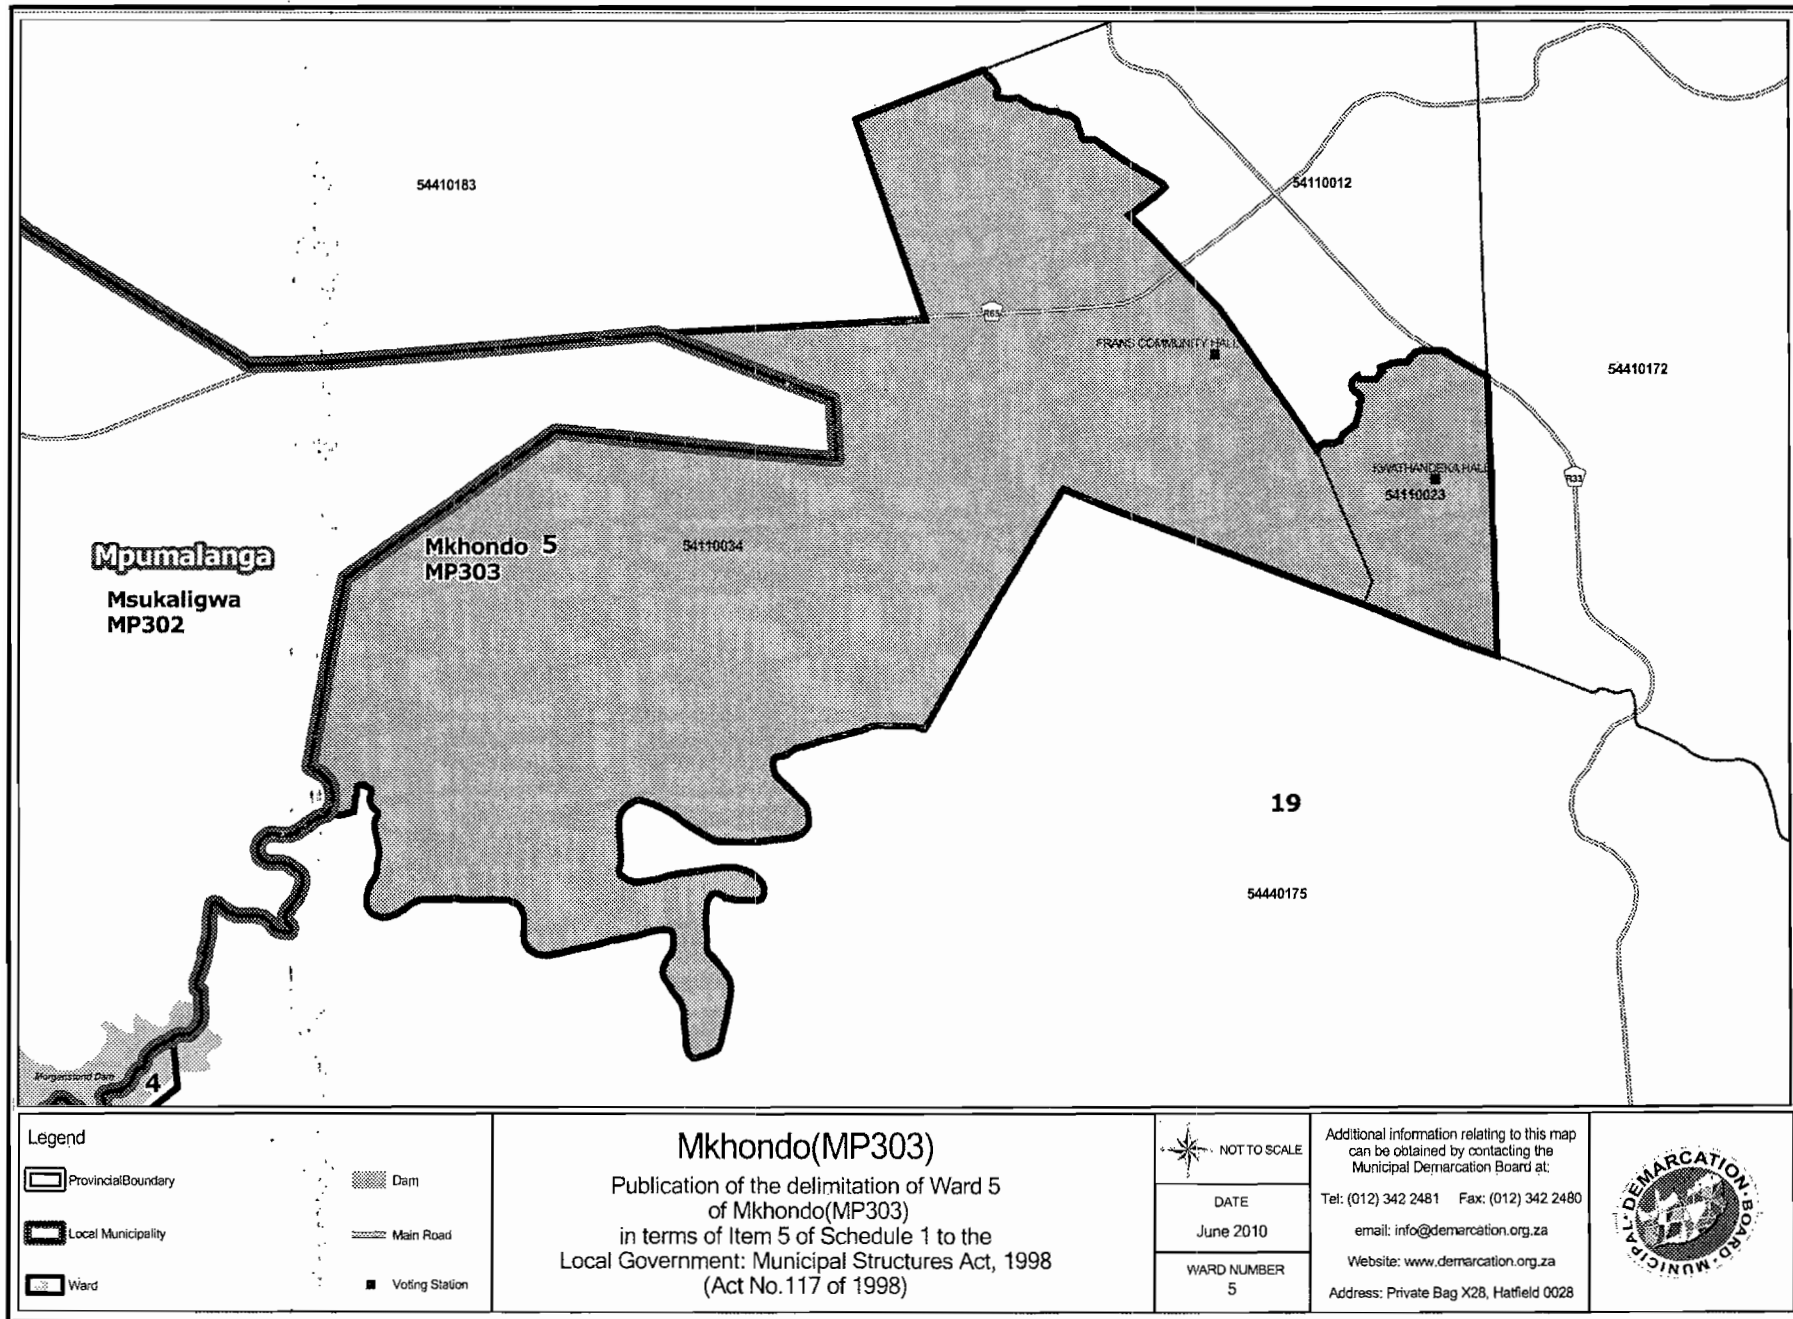 54410183
54110012
R65
FRANS COMMUNITY HALL
54410172
KWATHANDEKA HALL
54110023
R33
Mpumalanga
Msukaligwa
MP302
Mkhondo 5
MP303
54110034
19
54440175
Morgenstond Dam
4
Legend
ProvincialBoundary
Local Municipality
Ward
Dam
Main Road
Voting Station
Mkhondo(MP303)
Publication of the delimitation of Ward 5
of Mkhondo(MP303)
in terms of Item 5 of Schedule 1 to the
Local Government: Municipal Structures Act, 1998
(Act No.117 of 1998)
NOT TO SCALE
DATE
June 2010
WARD NUMBER
5
Additional information relating to this map
can be obtained by contacting the
Municipal Demarcation Board at:
Tel: (012) 342 2481 Fax: (012) 342 2480
email: info@demarcation.org.za
Website: www.demarcation.org.za
Address: Private Bag X28, Hatfield 0028
MUNICIPAL DEMARCATION BOARD